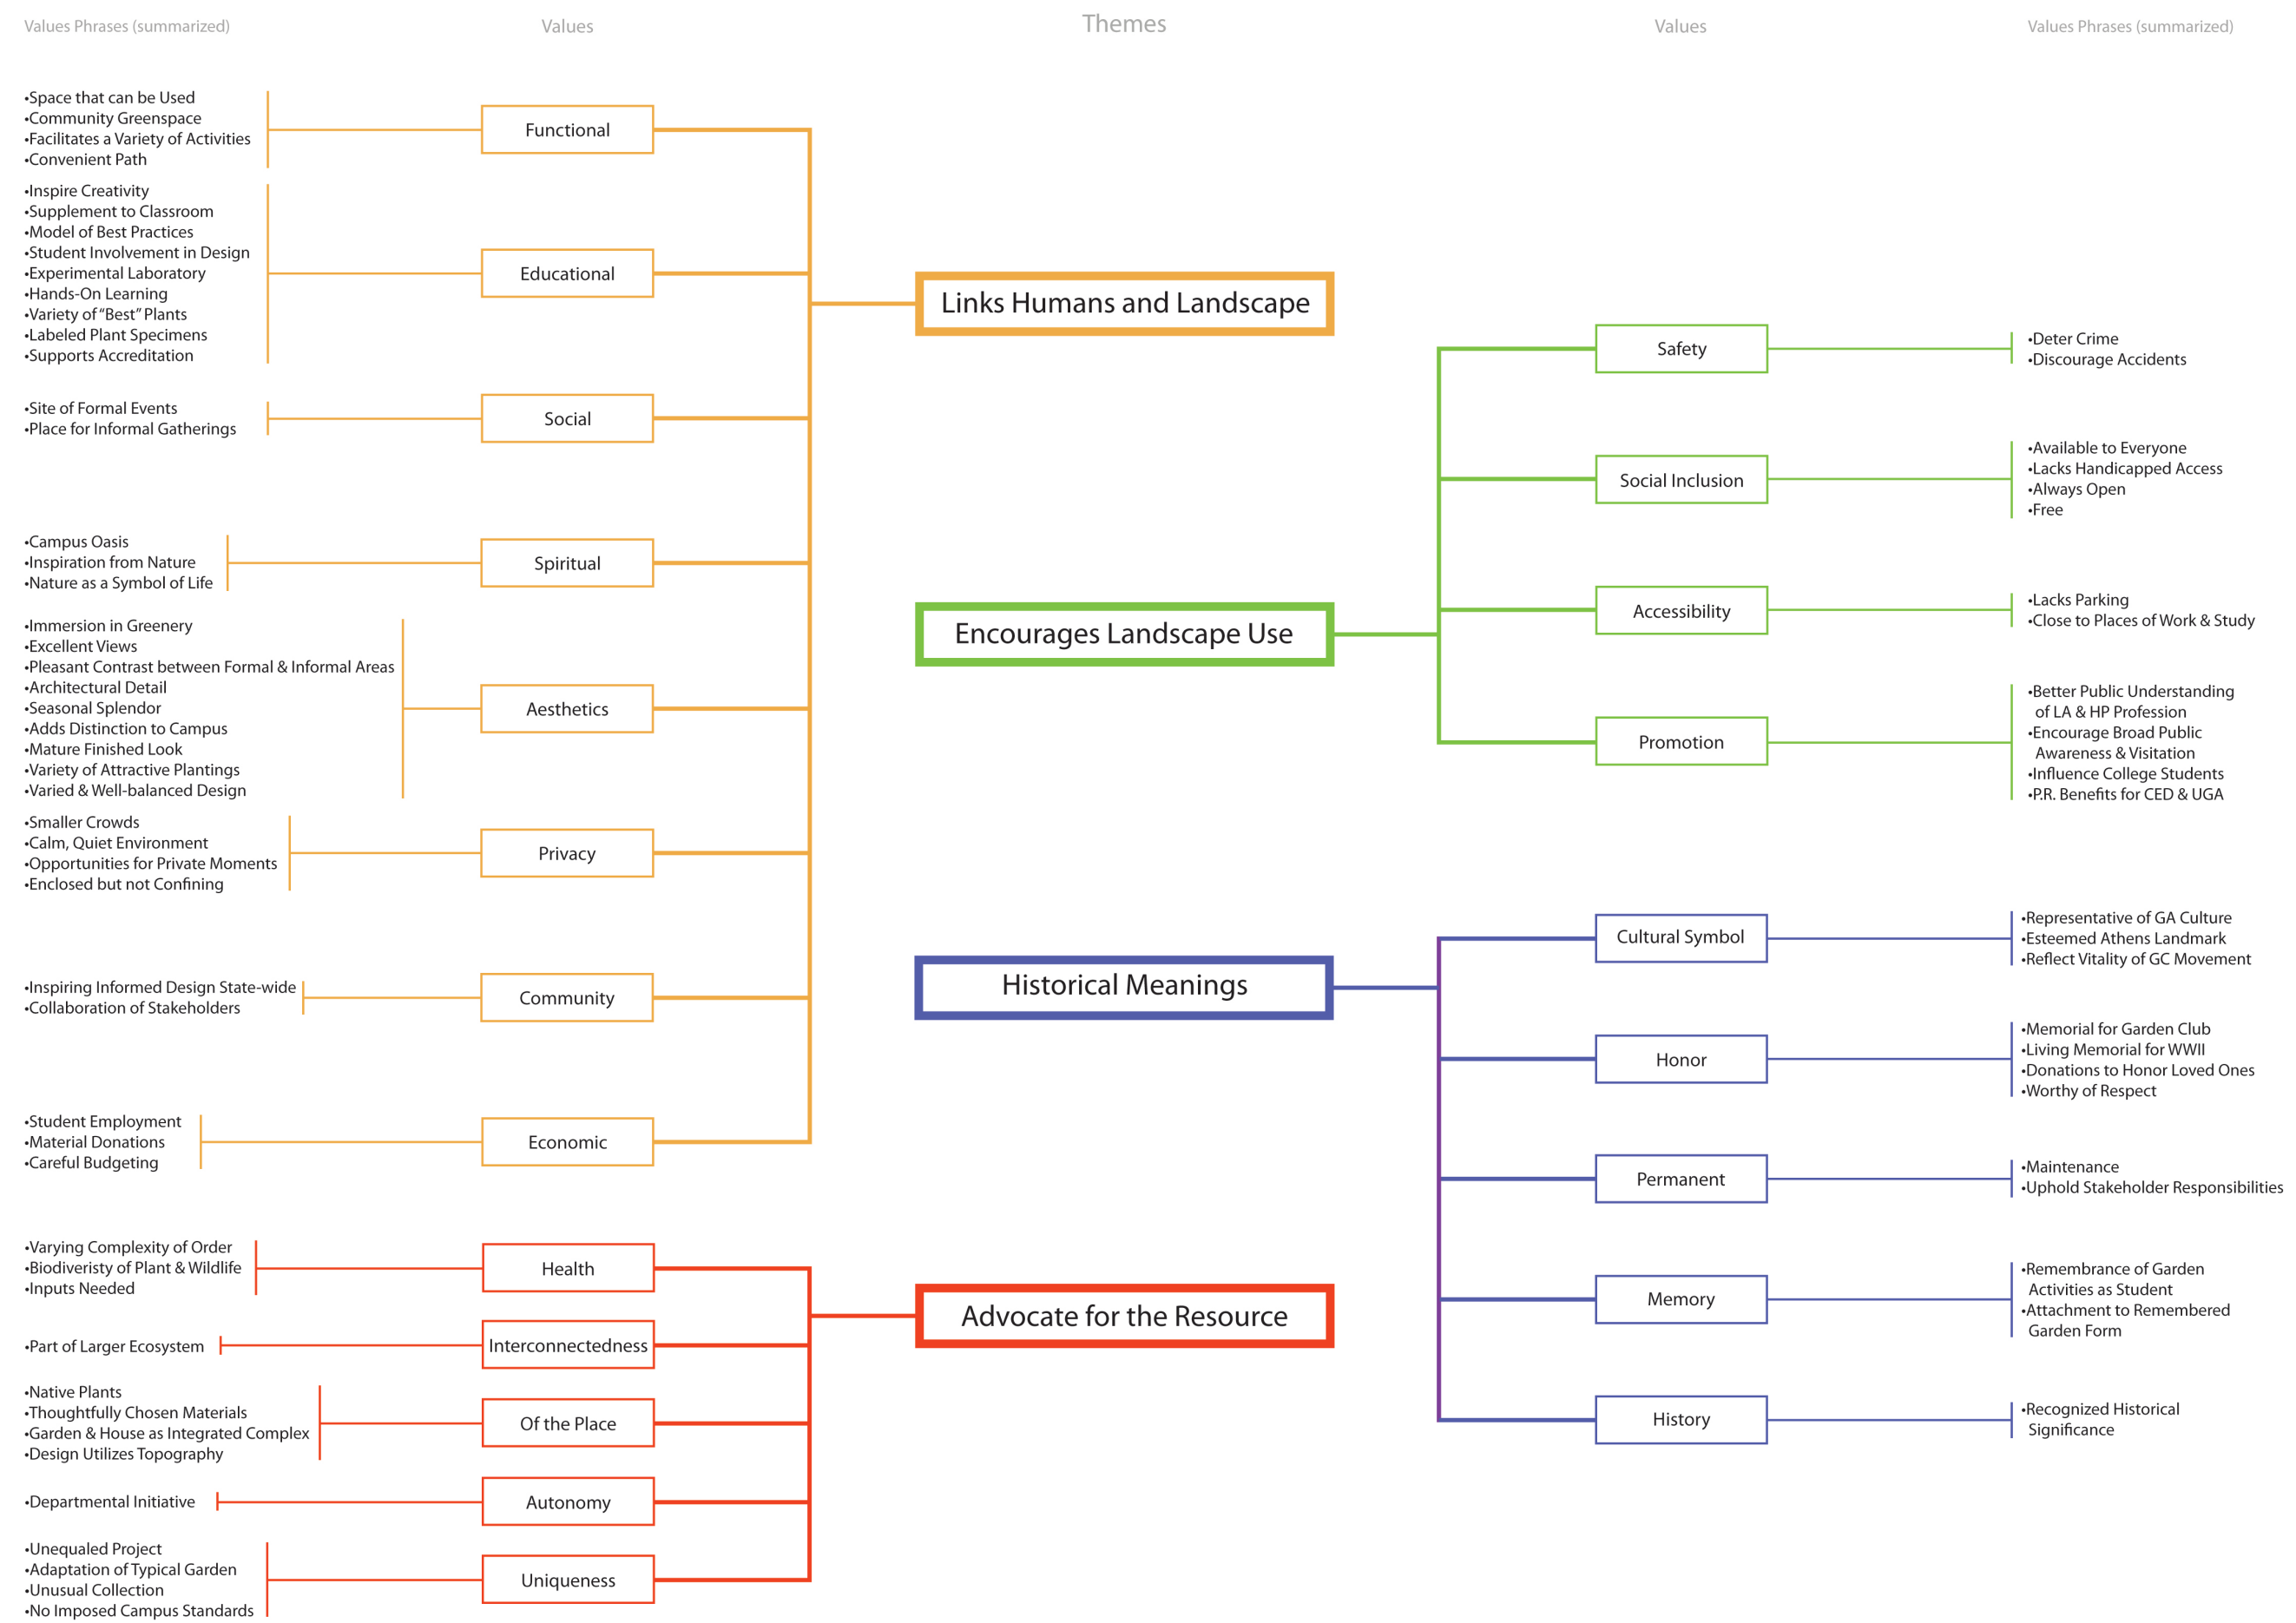 Values Phrases (summarized)
Values
Themes
Values
Values Phrases (summarized)
•Space that can be Used
•Community Greenspace
•Facilitates a Variety of Activities
•Convenient Path
Functional
•Inspire Creativity
•Supplement to Classroom
•Model of Best Practices
•Student Involvement in Design
•Experimental Laboratory
•Hands-On Learning
•Variety of “Best” Plants
•Labeled Plant Specimens
•Supports Accreditation
Educational
•Site of Formal Events
•Place for Informal Gatherings
Social
•Campus Oasis
•Inspiration from Nature
•Nature as a Symbol of Life
Spiritual
•Immersion in Greenery
•Excellent Views
•Pleasant Contrast between Formal & Informal Areas
•Architectural Detail
•Seasonal Splendor
•Adds Distinction to Campus
•Mature Finished Look
•Variety of Attractive Plantings
•Varied & Well-balanced Design
Aesthetics
•Smaller Crowds
•Calm, Quiet Environment
•Opportunities for Private Moments
•Enclosed but not Confining
Privacy
•Inspiring Informed Design State-wide
•Collaboration of Stakeholders
Community
•Student Employment
•Material Donations
•Careful Budgeting
Economic
•Varying Complexity of Order
•Biodiveristy of Plant & Wildlife
•Inputs Needed
Health
•Part of Larger Ecosystem
Interconnectedness
•Native Plants
•Thoughtfully Chosen Materials
•Garden & House as Integrated Complex
•Design Utilizes Topography
Of the Place
•Departmental Initiative
Autonomy
•Unequaled Project
•Adaptation of Typical Garden
•Unusual Collection
•No Imposed Campus Standards
Uniqueness
Links Humans and Landscape
Encourages Landscape Use
Historical Meanings
Advocate for the Resource
Safety
•Deter Crime
•Discourage Accidents
Social Inclusion
•Available to Everyone
•Lacks Handicapped Access
•Always Open
•Free
Accessibility
•Lacks Parking
•Close to Places of Work & Study
Promotion
•Better Public Understanding
of LA & HP Profession
•Encourage Broad Public
Awareness & Visitation
•Influence College Students
•P.R. Benefits for CED & UGA
Cultural Symbol
•Representative of GA Culture
•Esteemed Athens Landmark
•Reflect Vitality of GC Movement
Honor
•Memorial for Garden Club
•Living Memorial for WWII
•Donations to Honor Loved Ones
•Worthy of Respect
Permanent
•Maintenance
•Uphold Stakeholder Responsibilities
Memory
•Remembrance of Garden
Activities as Student
•Attachment to Remembered
Garden Form
History
•Recognized Historical
Significance